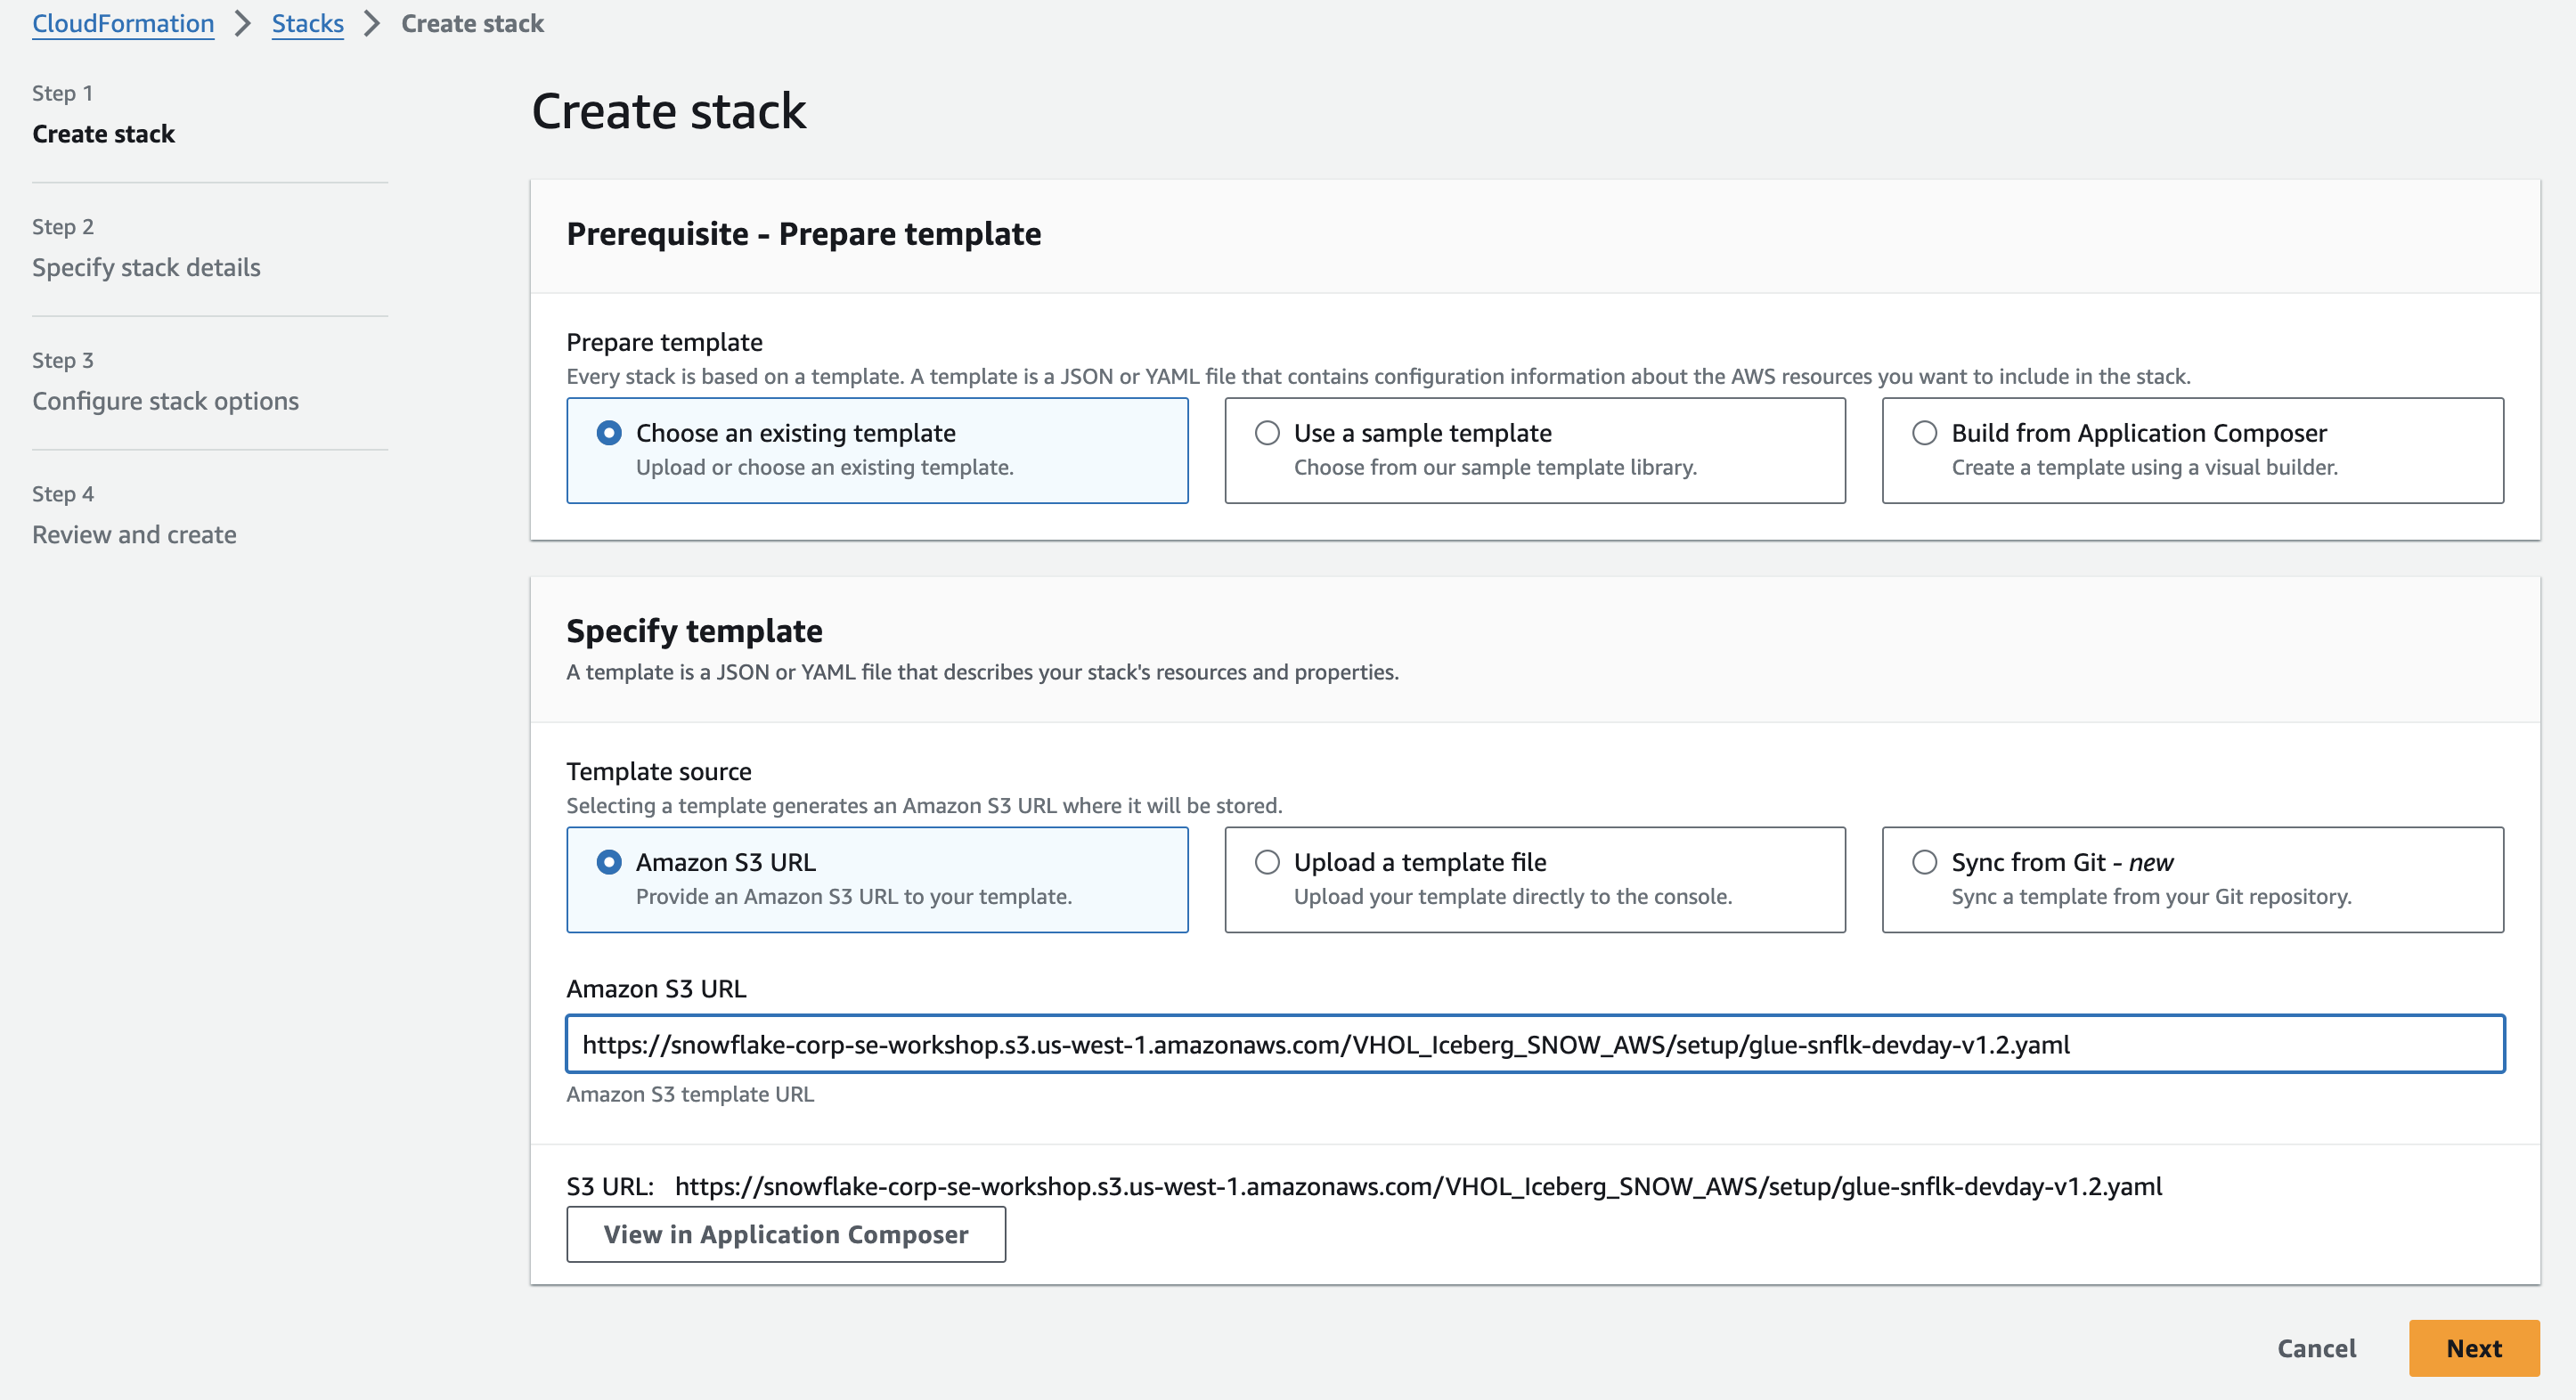 CloudFormation > Stacks > Create stack
Step 1
Create stack
Step 2
Specify stack details
Step 3
Configure stack options
Step 4
Review and create
Create stack
Prerequisite - Prepare template
Prepare template
Every stack is based on a template. A template is a JSON or YAML file that contains configuration information about the AWS resources you want to include in the stack.
Choose an existing template
Upload or choose an existing template.
Use a sample template
Choose from our sample template library.
Build from Application Composer
Create a template using a visual builder.
Specify template
A template is a JSON or YAML file that describes your stack's resources and properties.
Template source
Selecting a template generates an Amazon S3 URL where it will be stored.
Amazon S3 URL
Provide an Amazon S3 URL to your template.
Upload a template file
Upload your template directly to the console.
Sync from Git - new
Sync a template from your Git repository.
Amazon S3 URL
https://snowflake-corp-se-workshop.s3.us-west-1.amazonaws.com/VHOL_Iceberg_SNOW_AWS/setup/glue-snflk-devday-v1.2.yaml
Amazon S3 template URL
S3 URL: https://snowflake-corp-se-workshop.s3.us-west-1.amazonaws.com/VHOL_Iceberg_SNOW_AWS/setup/glue-snflk-devday-v1.2.yaml
View in Application Composer
Cancel
Next